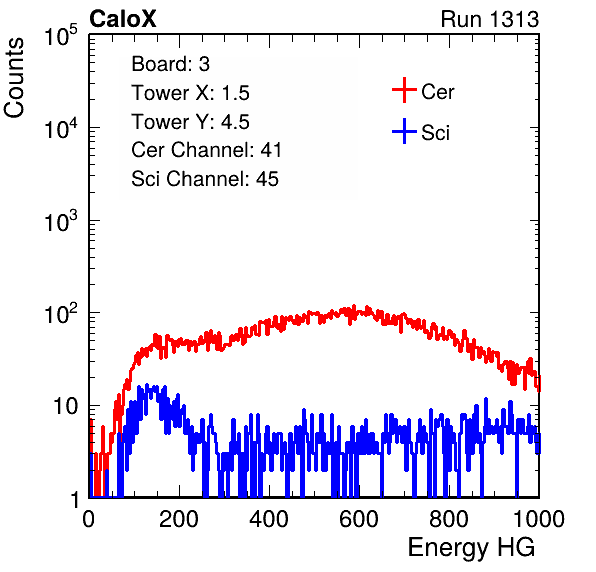 CaloX Run 1313
Counts
10^5
10^4
10^3
10^2
10
1
Board: 3
Tower X: 1.5
Tower Y: 4.5
Cer Channel: 41
Sci Channel: 45
Cer
Sci
0 200 400 600 800 1000
Energy HG